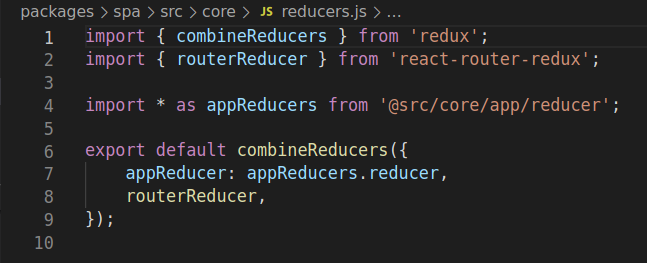 packages > spa > src > core > JS reducers.js > ...
1 import { combineReducers } from 'redux';
2 import { routerReducer } from 'react-router-redux';
3
4 import * as appReducers from '@src/core/app/reducer';
5
6 export default combineReducers({
7     appReducer: appReducers.reducer,
8     routerReducer,
9 });
10